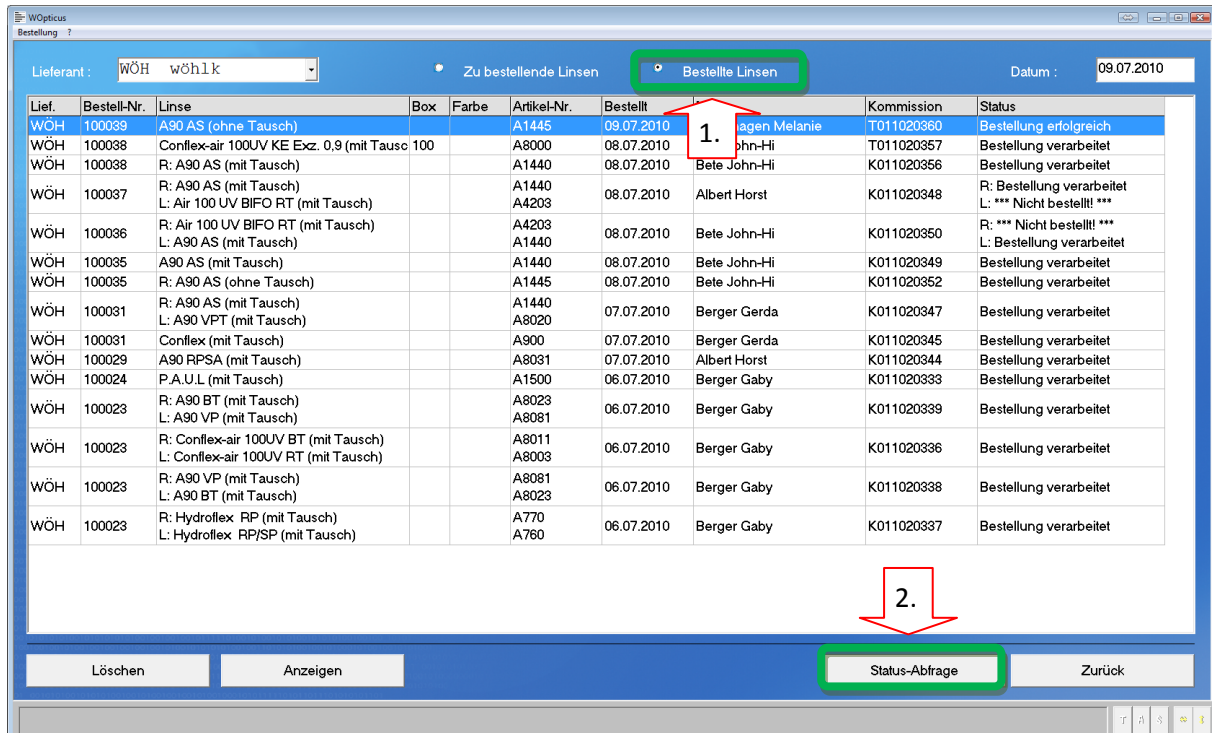 WOpticus
Bestellung ?
Lieferant : WÖH wöhlk Zu bestellende Linsen Bestellte Linsen Datum : 09.07.2010
Lief. Bestell-Nr. Linse Box Farbe Artikel-Nr. Bestellt Kommission Status
WÖH 100039 A90 AS (ohne Tausch) A1445 09.07.2010 Melanie T011020360 Bestellung erfolgreich
WÖH 100038 Conflex-air 100UV KE Exz. 0,9 (mit Tausc 100 A8000 08.07.2010 John-Hi T011020357 Bestellung verarbeitet
WÖH 100038 R: A90 AS (mit Tausch) A1440 08.07.2010 Bete John-Hi K011020356 Bestellung verarbeitet
WÖH 100037 R: A90 AS (mit Tausch) A1440 08.07.2010 Albert Horst K011020348 R: Bestellung verarbeitet
L: Air 100 UV BIFO RT (mit Tausch) A4203 L: *** Nicht bestellt! ***
WÖH 100036 R: Air 100 UV BIFO RT (mit Tausch) A4203 08.07.2010 Bete John-Hi K011020350 R: *** Nicht bestellt! ***
L: A90 AS (mit Tausch) A1440 L: Bestellung verarbeitet
WÖH 100035 A90 AS (mit Tausch) A1440 08.07.2010 Bete John-Hi K011020349 Bestellung verarbeitet
WÖH 100035 R: A90 AS (ohne Tausch) A1445 08.07.2010 Bete John-Hi K011020352 Bestellung verarbeitet
WÖH 100031 R: A90 AS (mit Tausch) A1440 07.07.2010 Berger Gerda K011020347 Bestellung verarbeitet
L: A90 VPT (mit Tausch) A8020
WÖH 100031 Conflex (mit Tausch) A900 07.07.2010 Berger Gerda K011020345 Bestellung verarbeitet
WÖH 100029 A90 RPSA (mit Tausch) A8031 07.07.2010 Albert Horst K011020344 Bestellung verarbeitet
WÖH 100024 P.A.U.L (mit Tausch) A1500 06.07.2010 Berger Gaby K011020333 Bestellung verarbeitet
WÖH 100023 R: A90 BT (mit Tausch) A8023 06.07.2010 Berger Gaby K011020339 Bestellung verarbeitet
L: A90 VP (mit Tausch) A8081
WÖH 100023 R: Conflex-air 100UV BT (mit Tausch) A8011 06.07.2010 Berger Gaby K011020336 Bestellung verarbeitet
L: Conflex-air 100UV RT (mit Tausch) A8003
WÖH 100023 R: A90 VP (mit Tausch) A8081 06.07.2010 Berger Gaby K011020338 Bestellung verarbeitet
L: A90 BT (mit Tausch) A8023
WÖH 100023 R: Hydroflex RP (mit Tausch) A770 06.07.2010 Berger Gaby K011020337 Bestellung verarbeitet
L: Hydroflex RP/SP (mit Tausch) A760
1.
2.
Löschen Anzeigen Status-Abfrage Zurück
T A S